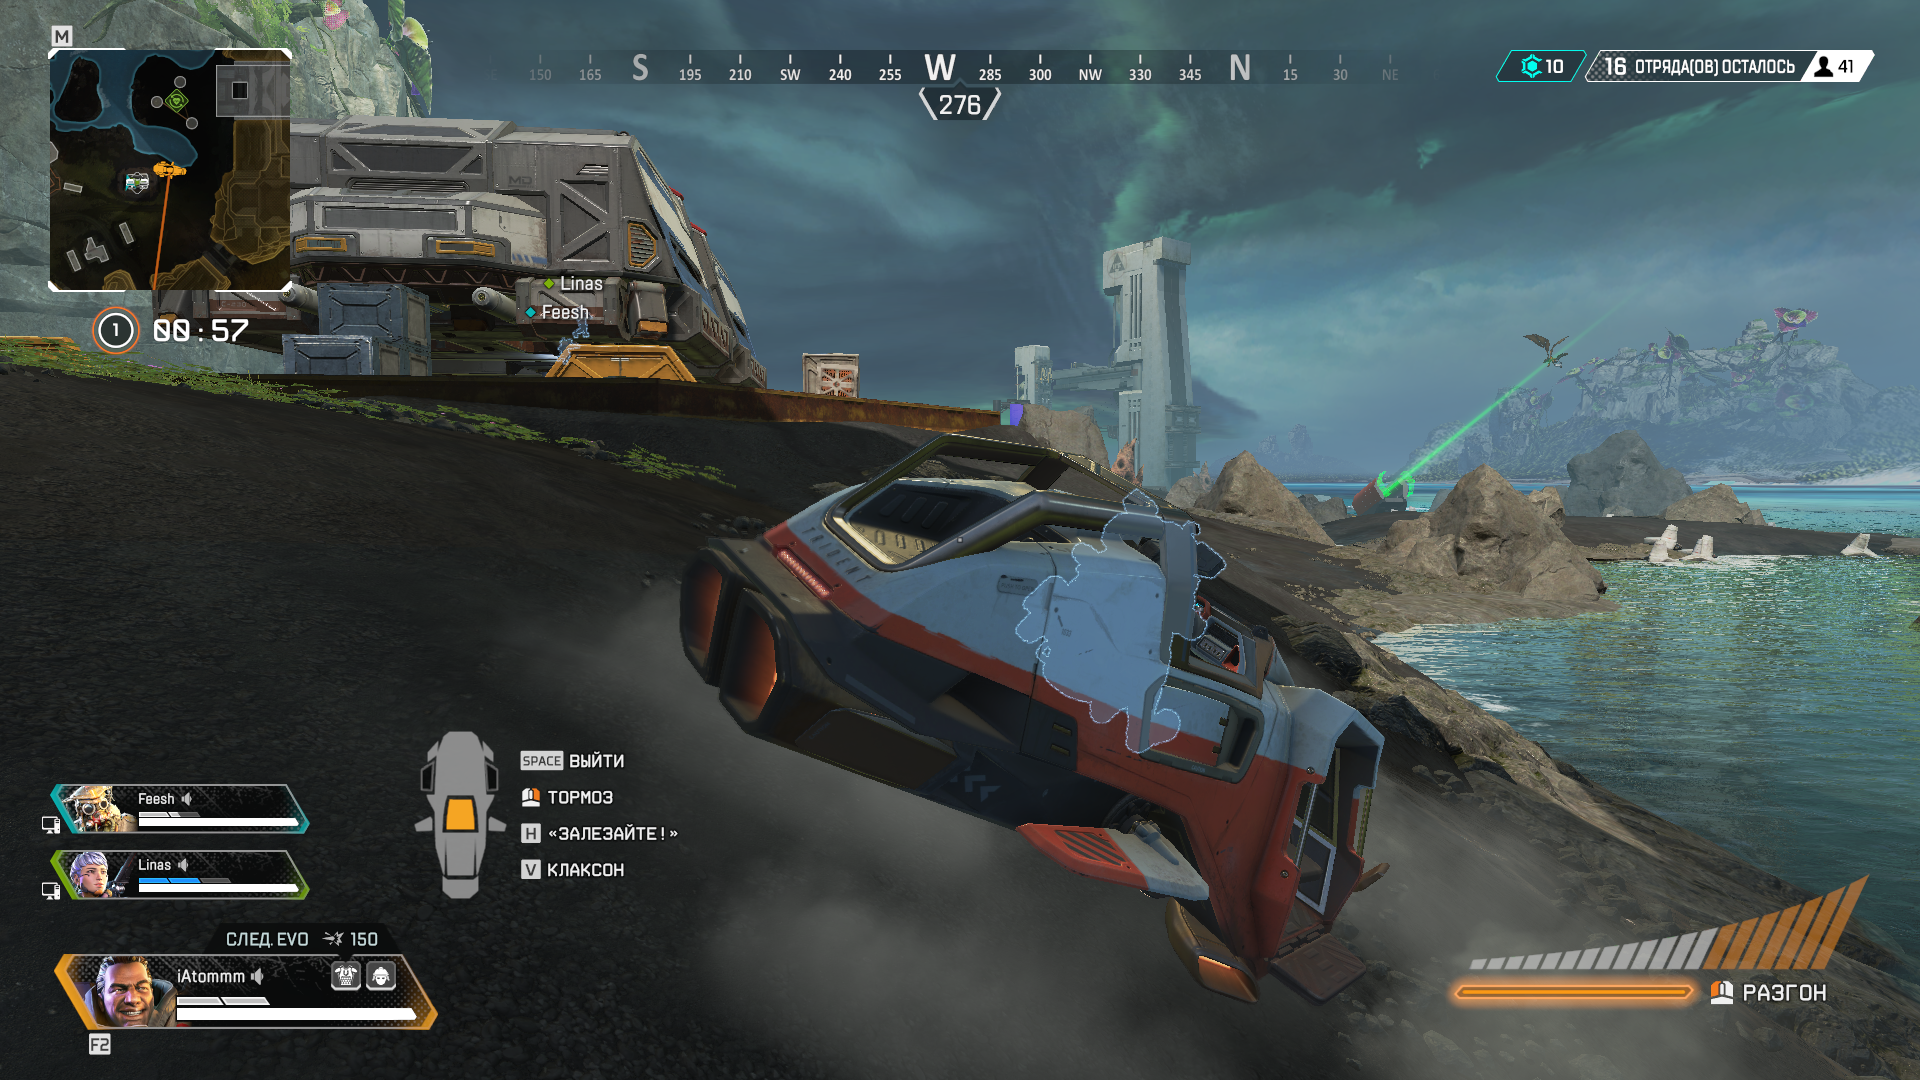 M
150 165 S 195 210 SW 240 255 W 285 300 NW 330 345 N 15 30 NE
276
10
16 ОТРЯДА(ОВ) ОСТАЛОСЬ 41
MD
Linas
Feesh
1 00:57
TRIDENT
SPACE ВЫЙТИ
ТОРМОЗ
H «ЗАЛЕЗАЙТЕ!»
V КЛАКСОН
Feesh
Linas
СЛЕД. EVO 150
iAtommm
F2
РАЗГОН